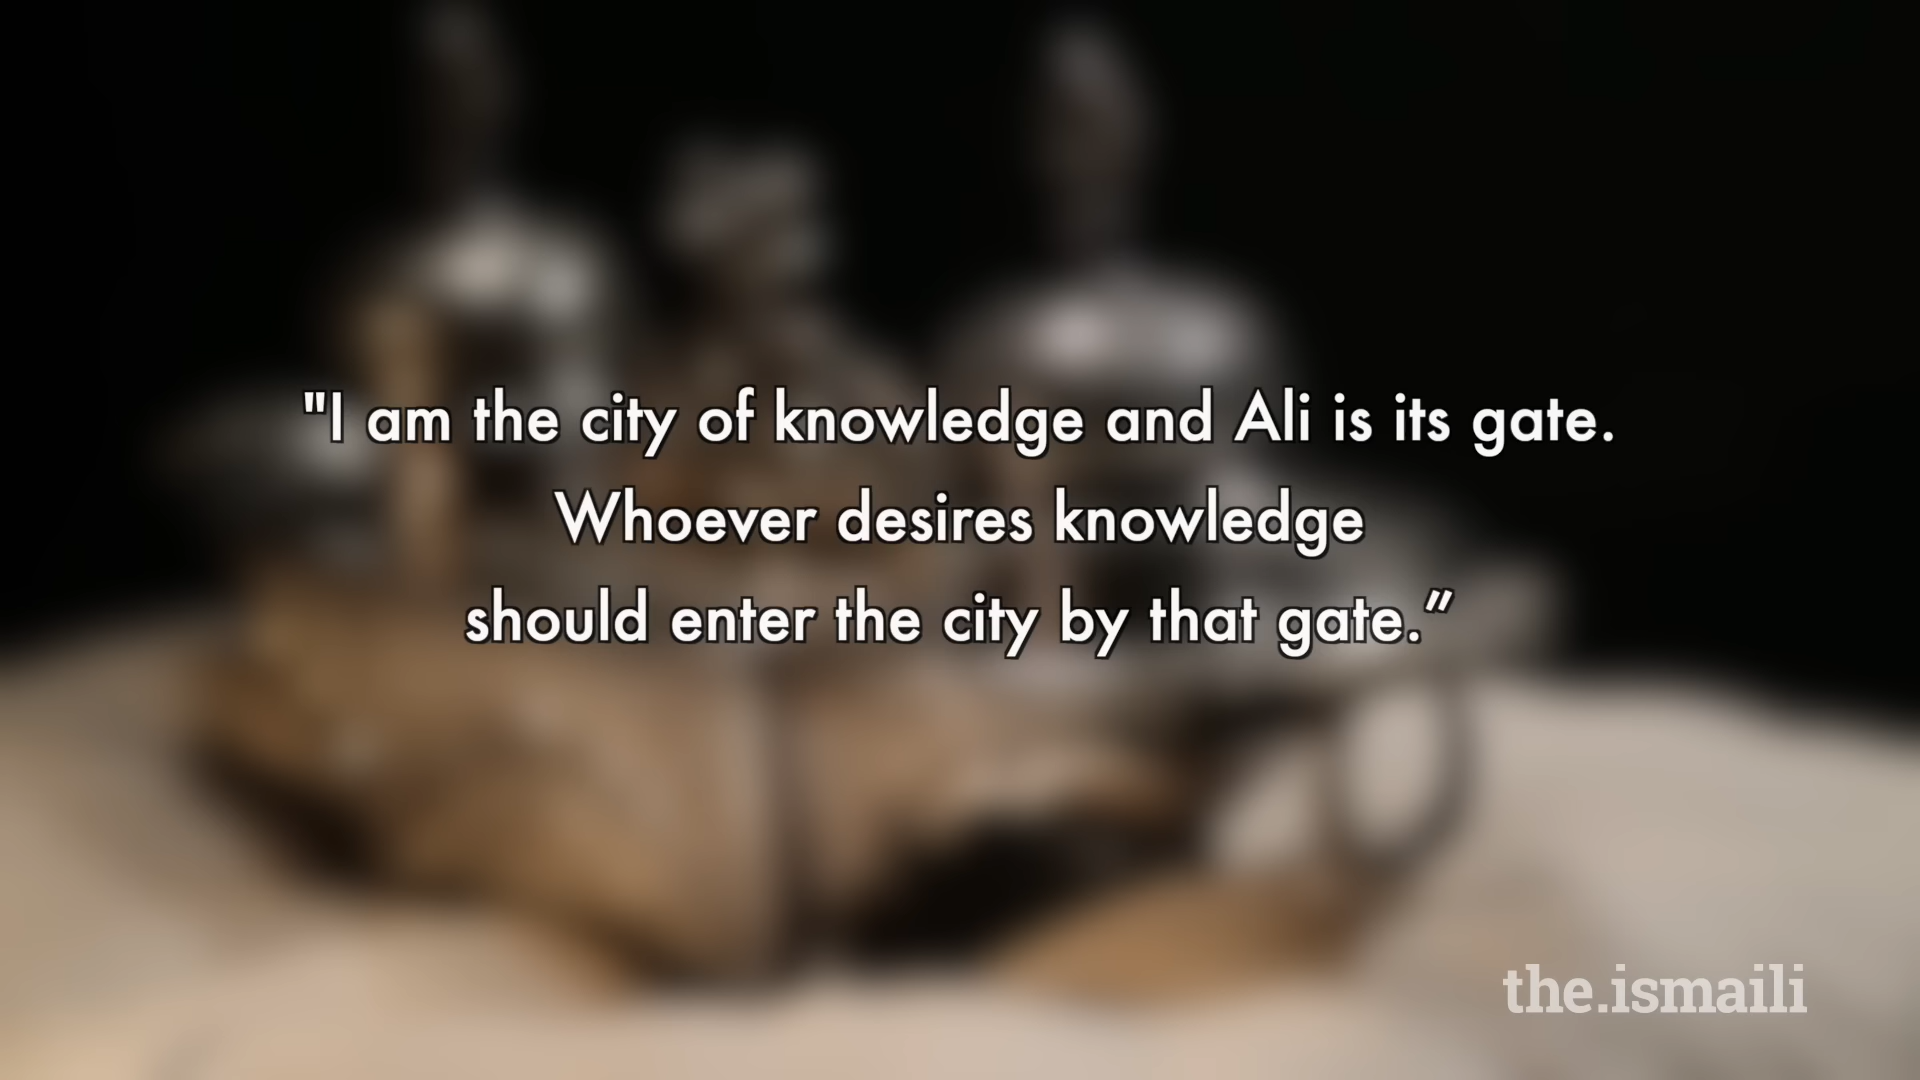 "I am the city of knowledge and Ali is its gate.
Whoever desires knowledge
should enter the city by that gate.”
the.ismaili